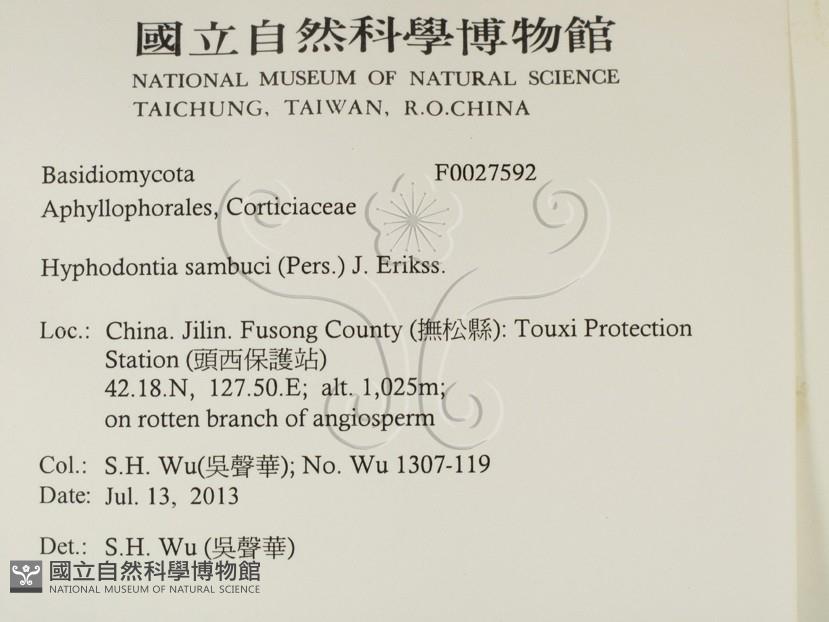 國立自然科學博物館
NATIONAL MUSEUM OF NATURAL SCIENCE
TAICHUNG, TAIWAN, R.O.CHINA
Basidiomycota F0027592
Aphyllophorales, Corticiaceae
Hyphodontia sambuci (Pers.) J. Erikss.
Loc.: China. Jilin. Fusong County (撫松縣): Touxi Protection
Station (頭西保護站)
42.18.N, 127.50.E; alt. 1,025m;
on rotten branch of angiosperm
Col.: S.H. Wu(吳聲華); No. Wu 1307-119
Date: Jul. 13, 2013
Det.: S.H. Wu (吳聲華)
國立自然科學博物館
NATIONAL MUSEUM OF NATURAL SCIENCE